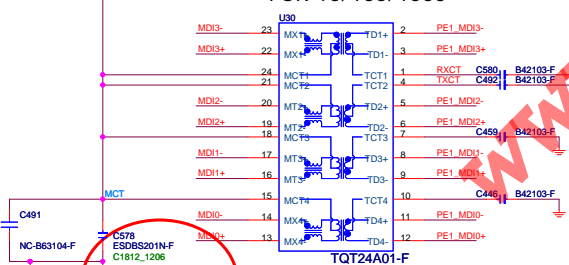 U30
MDI3- 23 MX1+ TD1+ 2 PE1_MDI3-
MDI3+ 22 MX1- TD1- 3 PE1_MDI3+
24 MCT1 TCT1 1 RXCT C580 B42103-F
21 MCT2 TCT2 4 TXCT C492 B42103-F
MDI2- 20 MT2+ TD2+ 5 PE1_MDI2-
MDI2+ 19 MT2- TD2- 6 PE1_MDI2+
18 MCT3 TCT3 7 C459 B42103-F
MDI1- 17 MT3+ TD3+ 8 PE1_MDI1-
MDI1+ 16 MT3- TD3- 9 PE1_MDI1+
MCT 15 MCT4 TCT4 10 C446 B42103-F
C491
MDI0- 14 MX4+ TD4+ 11 PE1_MDI0-
C578
NC-B63104-F ESDBS201N-F MDI0+ 13 MX4- TD4- 12 PE1_MDI0+
C1812_1206 TQT24A01-F